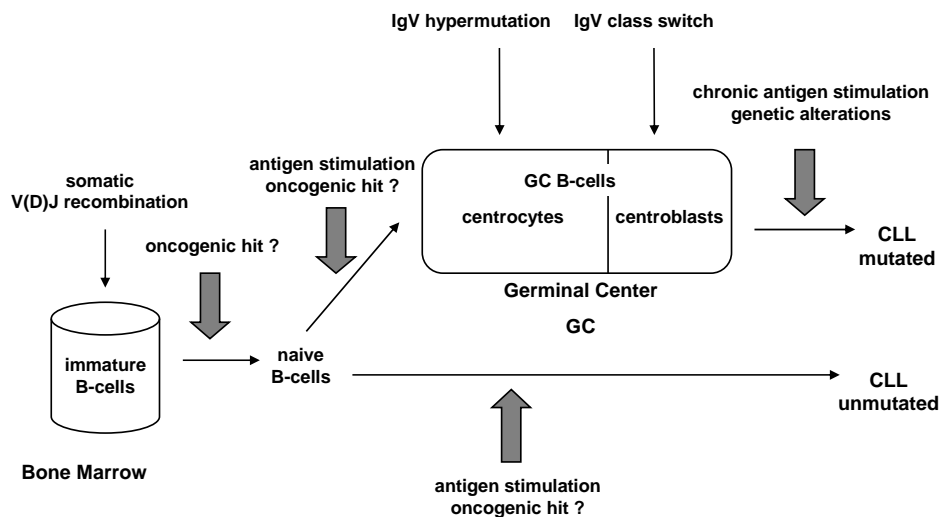 IgV hypermutation
IgV class switch
chronic antigen stimulation
genetic alterations
antigen stimulation
oncogenic hit ?
somatic
V(D)J recombination
GC B-cells
centrocytes
centroblasts
oncogenic hit ?
CLL
mutated
Germinal Center
GC
immature
B-cells
naive
B-cells
CLL
unmutated
Bone Marrow
antigen stimulation
oncogenic hit ?